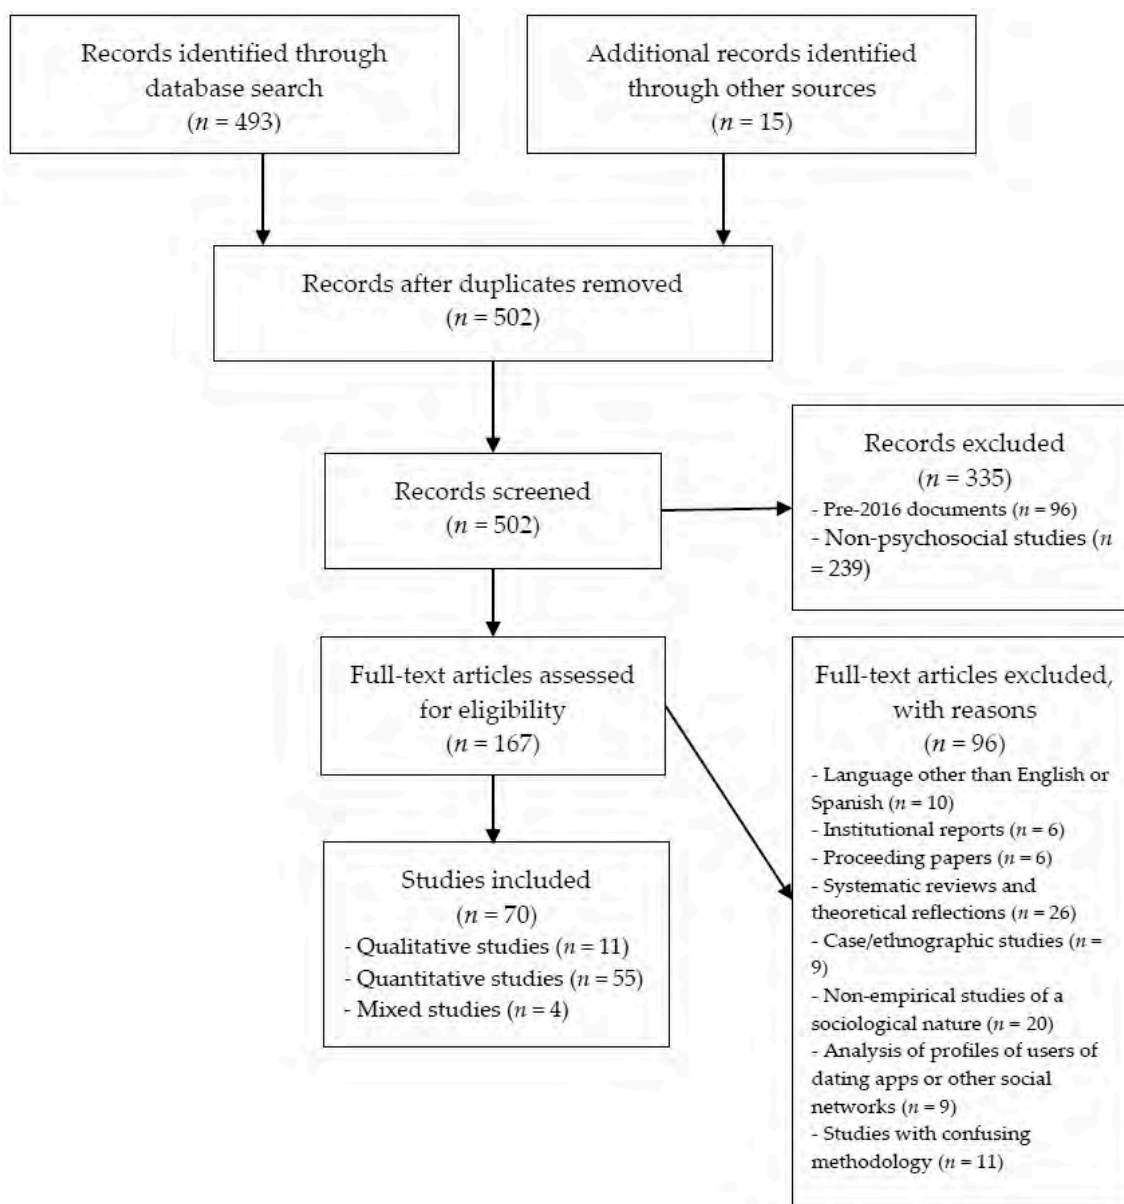 Records identified through
database search
(n = 493)
Additional records identified
through other sources
(n = 15)
Records after duplicates removed
(n = 502)
Records screened
(n = 502)
Records excluded
(n = 335)
- Pre-2016 documents (n = 96)
- Non-psychosocial studies (n
= 239)
Full-text articles assessed
for eligibility
(n = 167)
Full-text articles excluded,
with reasons
(n = 96)
- Language other than English or
Spanish (n = 10)
- Institutional reports (n = 6)
- Proceeding papers (n = 6)
- Systematic reviews and
theoretical reflections (n = 26)
- Case/ethnographic studies (n =
9)
- Non-empirical studies of a
sociological nature (n = 20)
- Analysis of profiles of users of
dating apps or other social
networks (n = 9)
- Studies with confusing
methodology (n = 11)
Studies included
(n = 70)
- Qualitative studies (n = 11)
- Quantitative studies (n = 55)
- Mixed studies (n = 4)